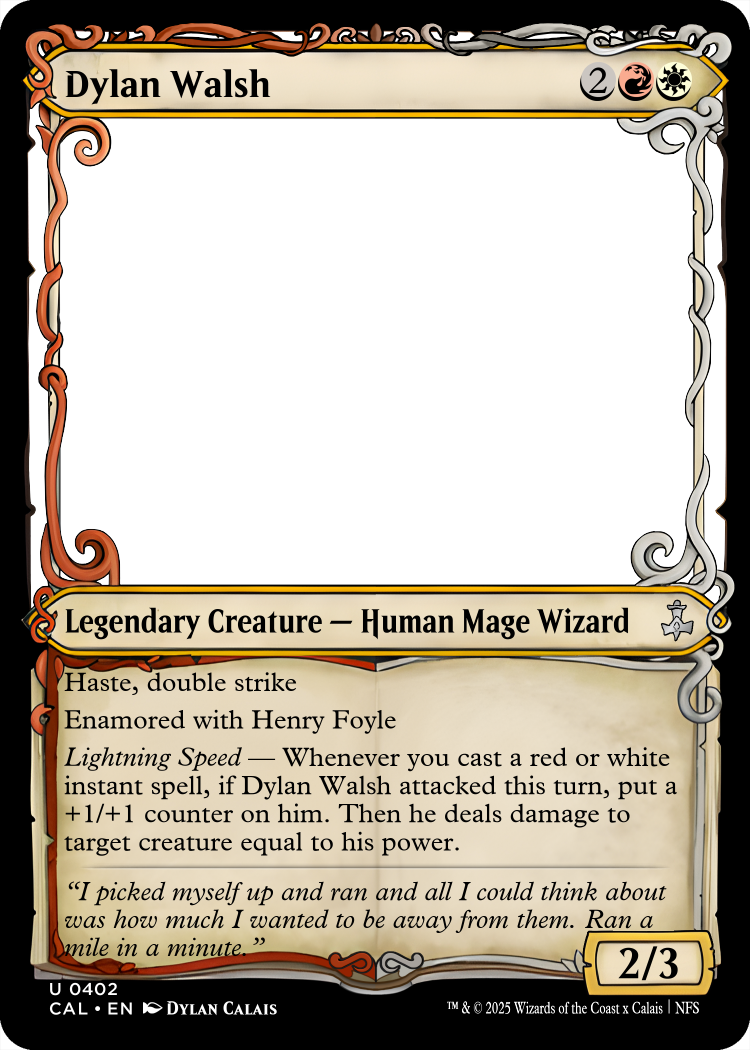 Dylan Walsh 2
Legendary Creature — Human Mage Wizard
Haste, double strike
Enamored with Henry Foyle
Lightning Speed — Whenever you cast a red or white
instant spell, if Dylan Walsh attacked this turn, put a
+1/+1 counter on him. Then he deals damage to
target creature equal to his power.
“I picked myself up and ran and all I could think about
was how much I wanted to be away from them. Ran a
mile in a minute.”
2/3
U 0402
CAL • EN Dylan Calais
™ & © 2025 Wizards of the Coast x Calais | NFS